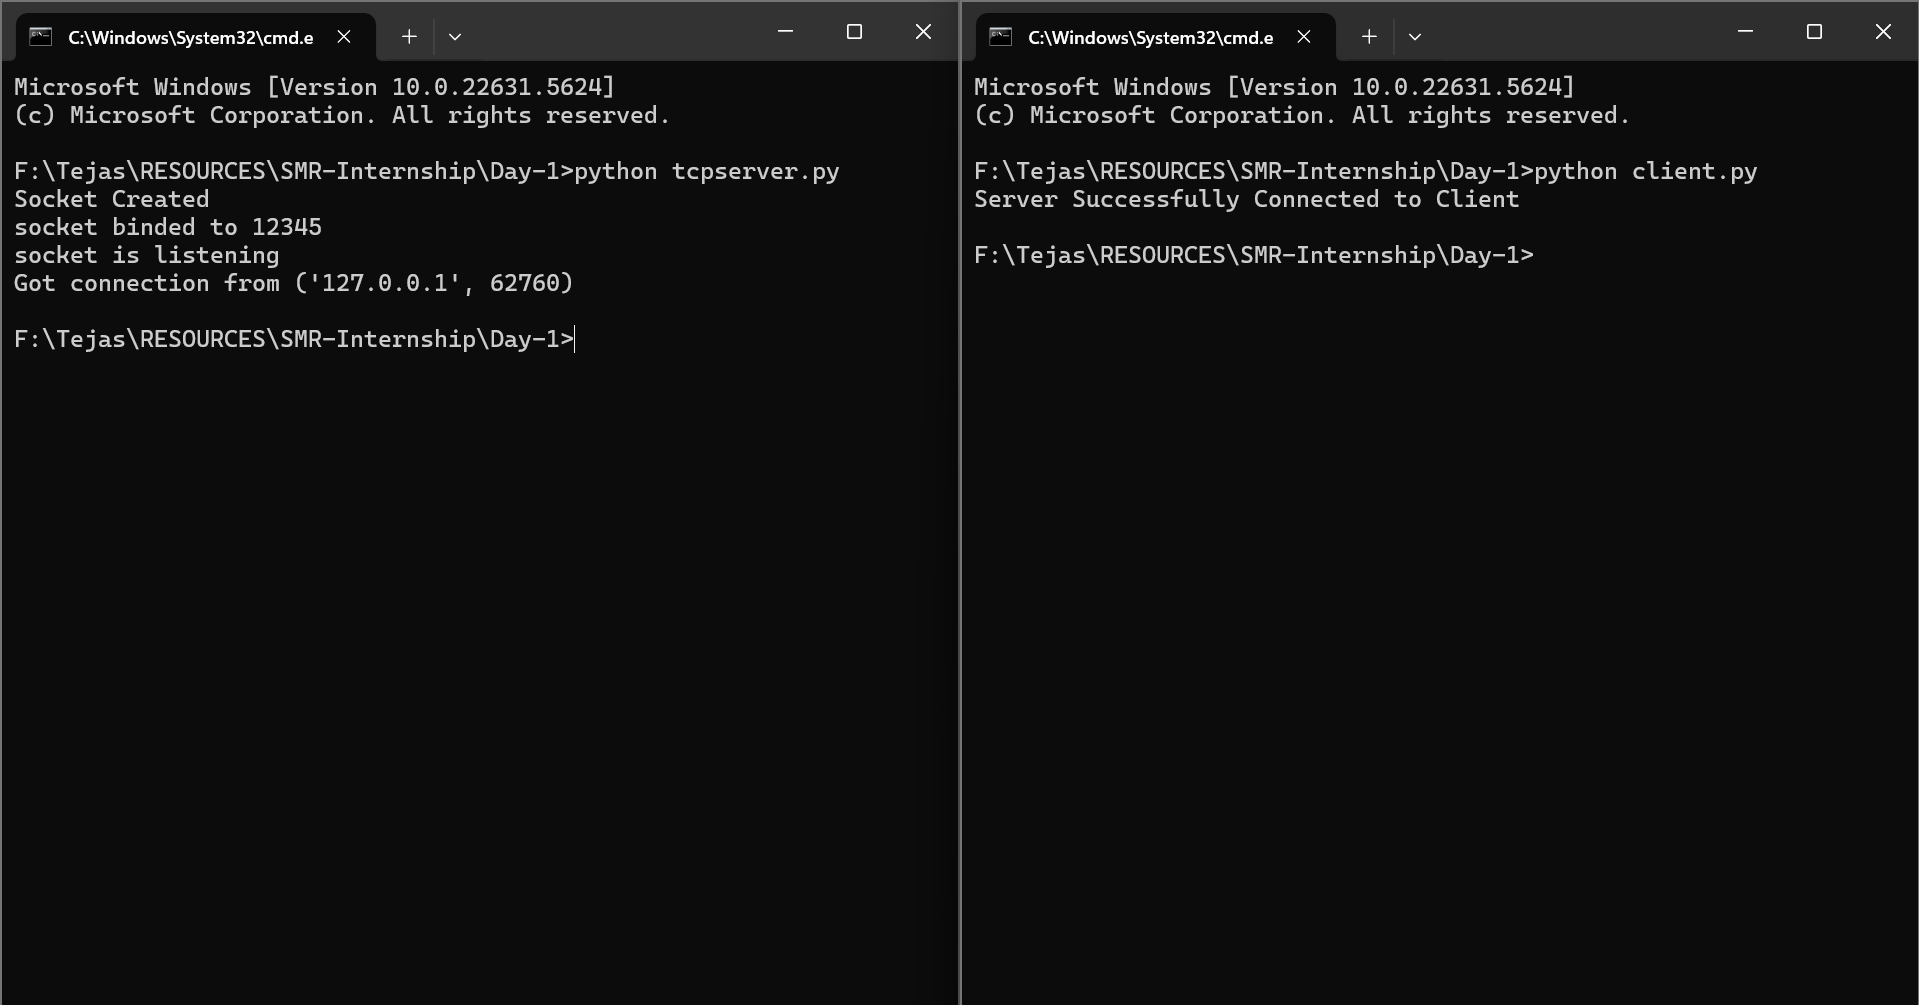 C:\Windows\System32\cmd.e
Microsoft Windows [Version 10.0.22631.5624]
(c) Microsoft Corporation. All rights reserved.
F:\Tejas\RESOURCES\SMR-Internship\Day-1>python tcpserver.py
Socket Created
socket binded to 12345
socket is listening
Got connection from ('127.0.0.1', 62760)
F:\Tejas\RESOURCES\SMR-Internship\Day-1>
C:\Windows\System32\cmd.e
Microsoft Windows [Version 10.0.22631.5624]
(c) Microsoft Corporation. All rights reserved.
F:\Tejas\RESOURCES\SMR-Internship\Day-1>python client.py
Server Successfully Connected to Client
F:\Tejas\RESOURCES\SMR-Internship\Day-1>